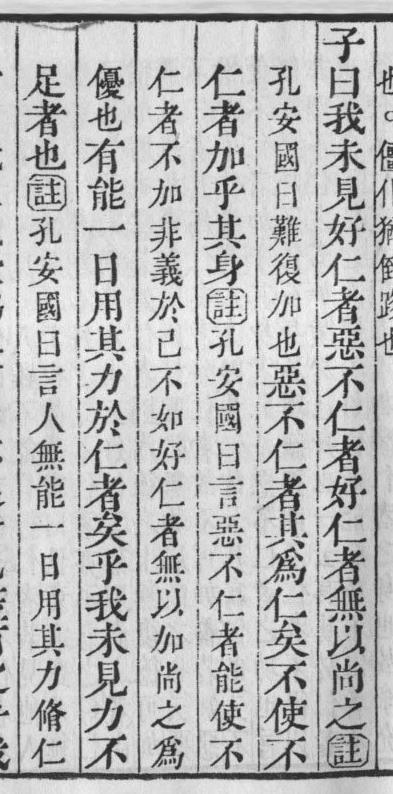 也。僵仆猶倒踣也
子曰我未見好仁者惡不仁者好仁者無以尚之註
孔安國曰難復加也惡不仁者其爲仁矣不使不
仁者加乎其身註孔安國曰言惡不仁者能使不
仁者不加非義於己不如好仁者無以加尚之爲
優也有能一日用其力於仁者矣乎我未見力不
足者也註孔安國曰言人無能一日用其力脩仁